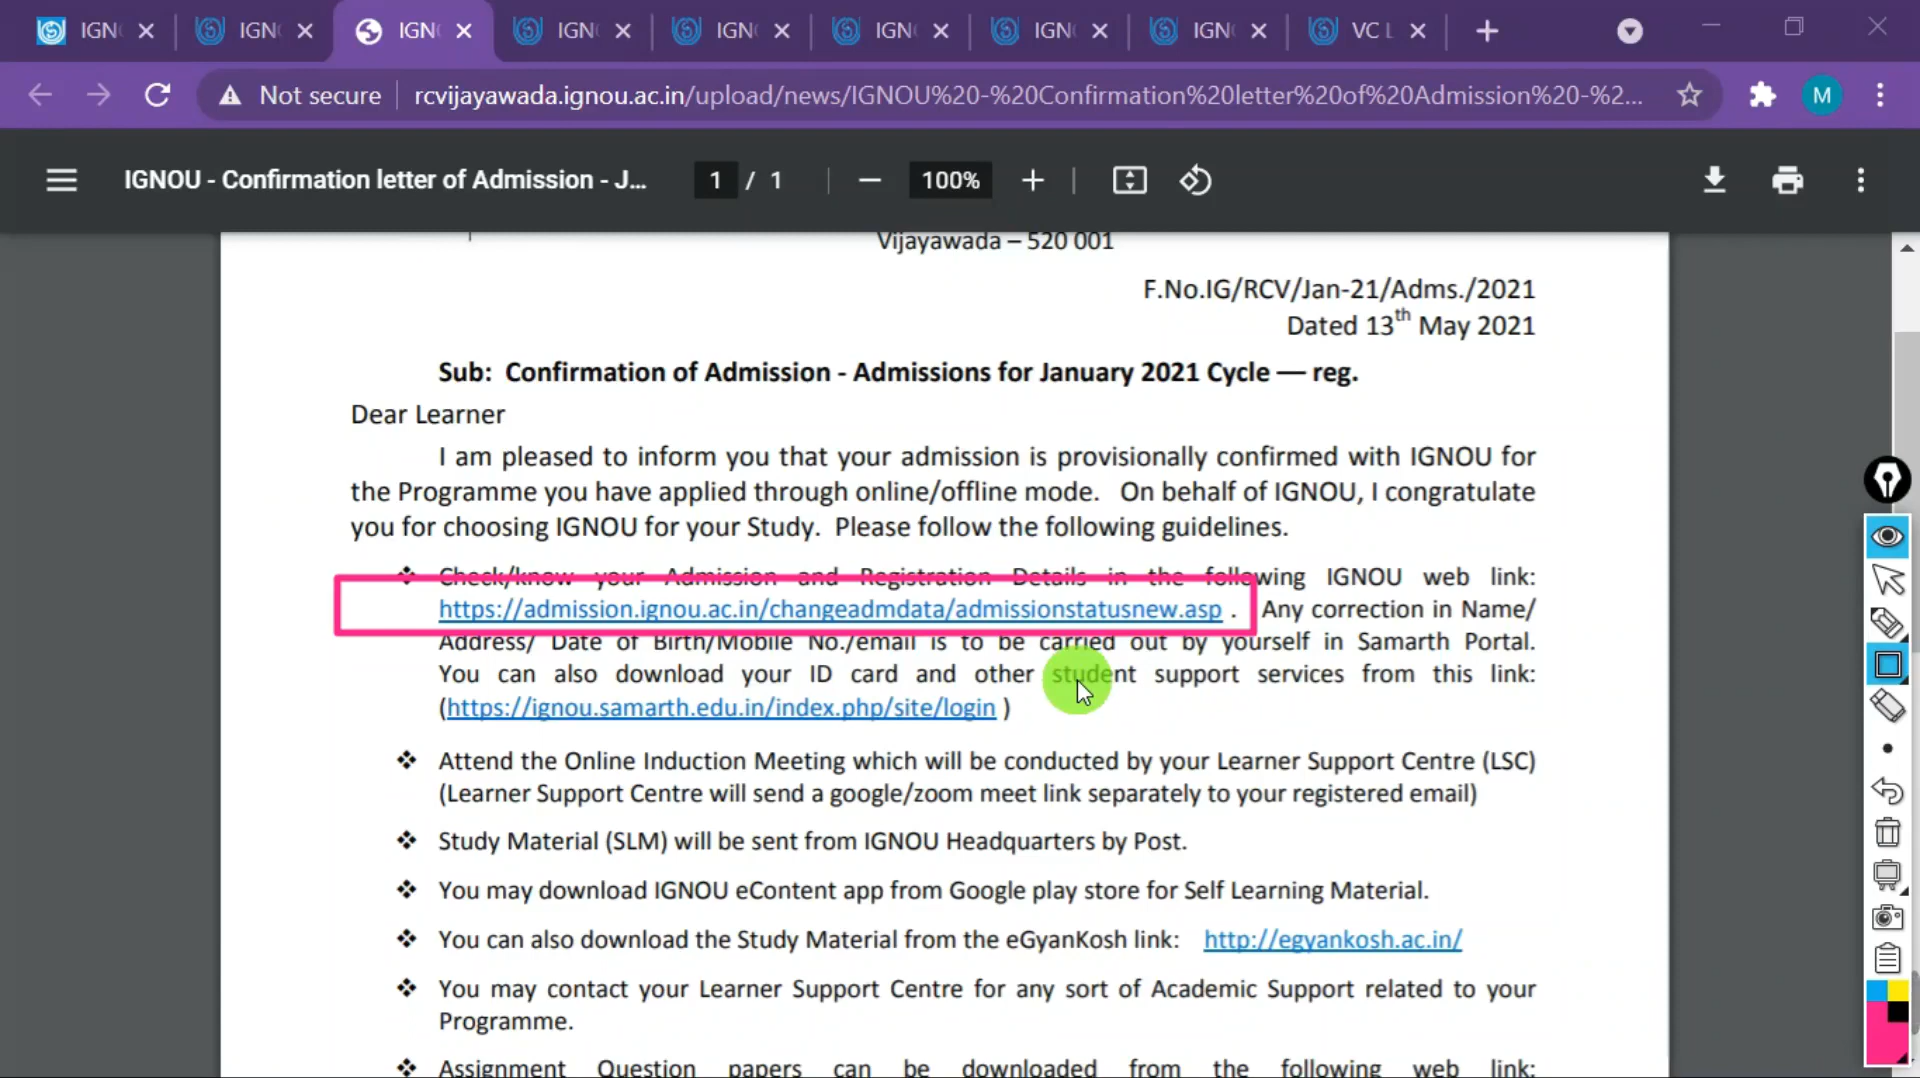 IGNO
IGN
IGN
IGN
IGN
IGN
IGN
IGN
VC L
Not secure
rcvijayawada.ignou.ac.in/upload/news/IGNOU%20-%20Confirmation%20letter%20of%20Admission%20-%2...
M
IGNOU - Confirmation letter of Admission - J...
1 / 1
100%
Vijayawada – 520 001
F.No.IG/RCV/Jan-21/Adms./2021
Dated 13th May 2021
Sub: Confirmation of Admission - Admissions for January 2021 Cycle — reg.
Dear Learner
I am pleased to inform you that your admission is provisionally confirmed with IGNOU for
the Programme you have applied through online/offline mode. On behalf of IGNOU, I congratulate
you for choosing IGNOU for your Study. Please follow the following guidelines.
❖ Check/know your Admission and Registration Details in the following IGNOU web link:
https://admission.ignou.ac.in/changeadmdata/admissionstatusnew.asp . Any correction in Name/
Address/ Date of Birth/Mobile No./email is to be carried out by yourself in Samarth Portal.
You can also download your ID card and other student support services from this link:
(https://ignou.samarth.edu.in/index.php/site/login )
❖ Attend the Online Induction Meeting which will be conducted by your Learner Support Centre (LSC)
(Learner Support Centre will send a google/zoom meet link separately to your registered email)
❖ Study Material (SLM) will be sent from IGNOU Headquarters by Post.
❖ You may download IGNOU eContent app from Google play store for Self Learning Material.
❖ You can also download the Study Material from the eGyanKosh link: http://egyankosh.ac.in/
❖ You may contact your Learner Support Centre for any sort of Academic Support related to your
Programme.
❖ Assignment Question papers can be downloaded from the following web link: